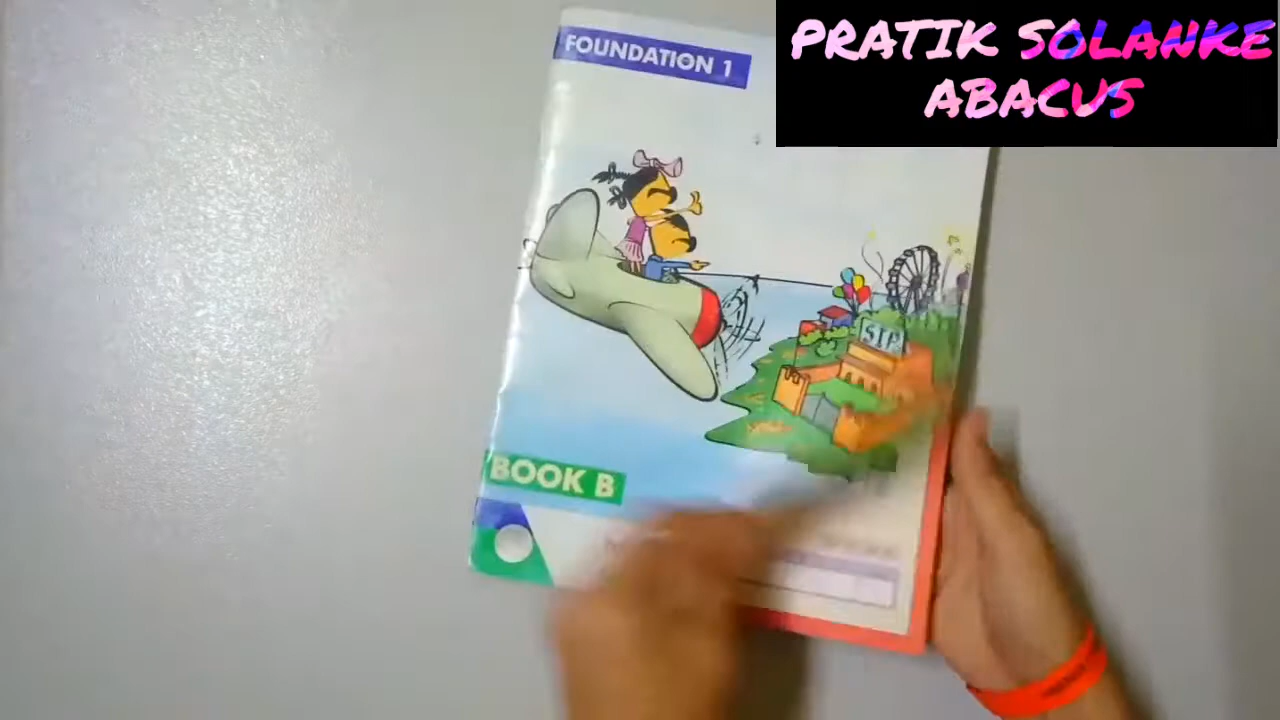 PRATIK SOLANKE
ABACUS
FOUNDATION 1
SIP
BOOK B